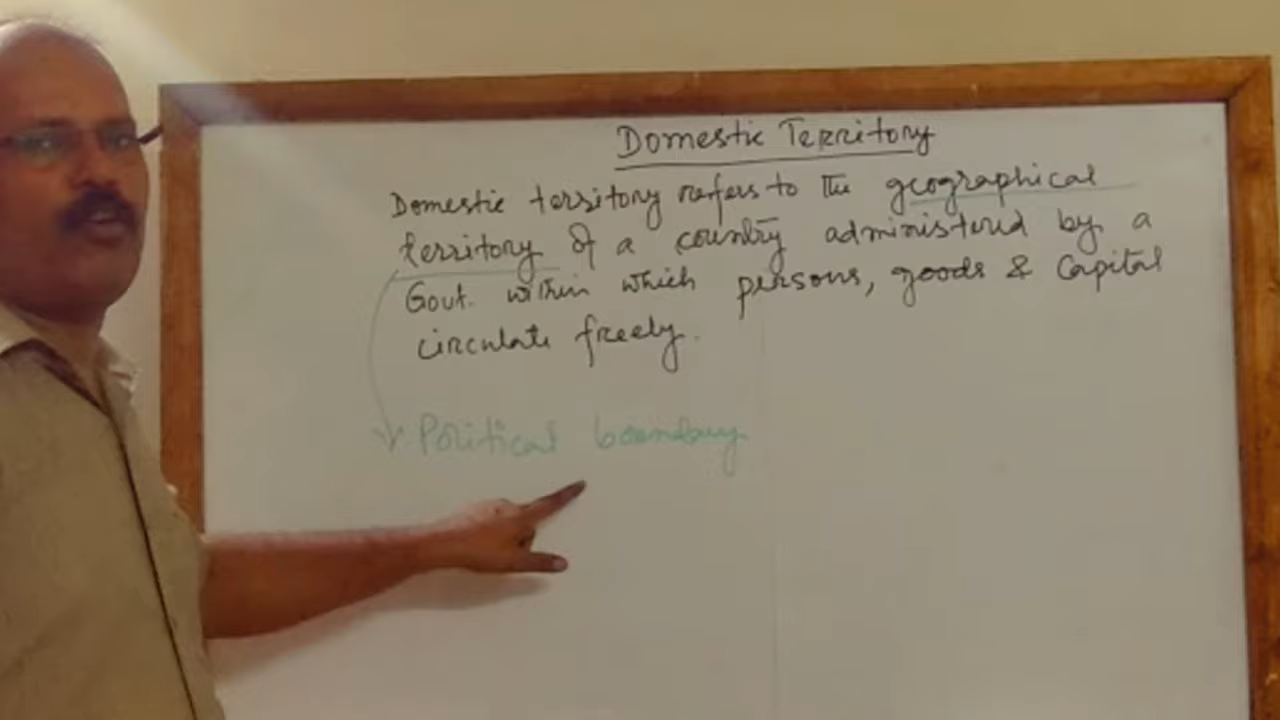 Domestic Territory
Domestic territory refers to the geographical
territory of a country administered by a
Govt. within which persons, goods & Capital
circulate freely.
Political boundary